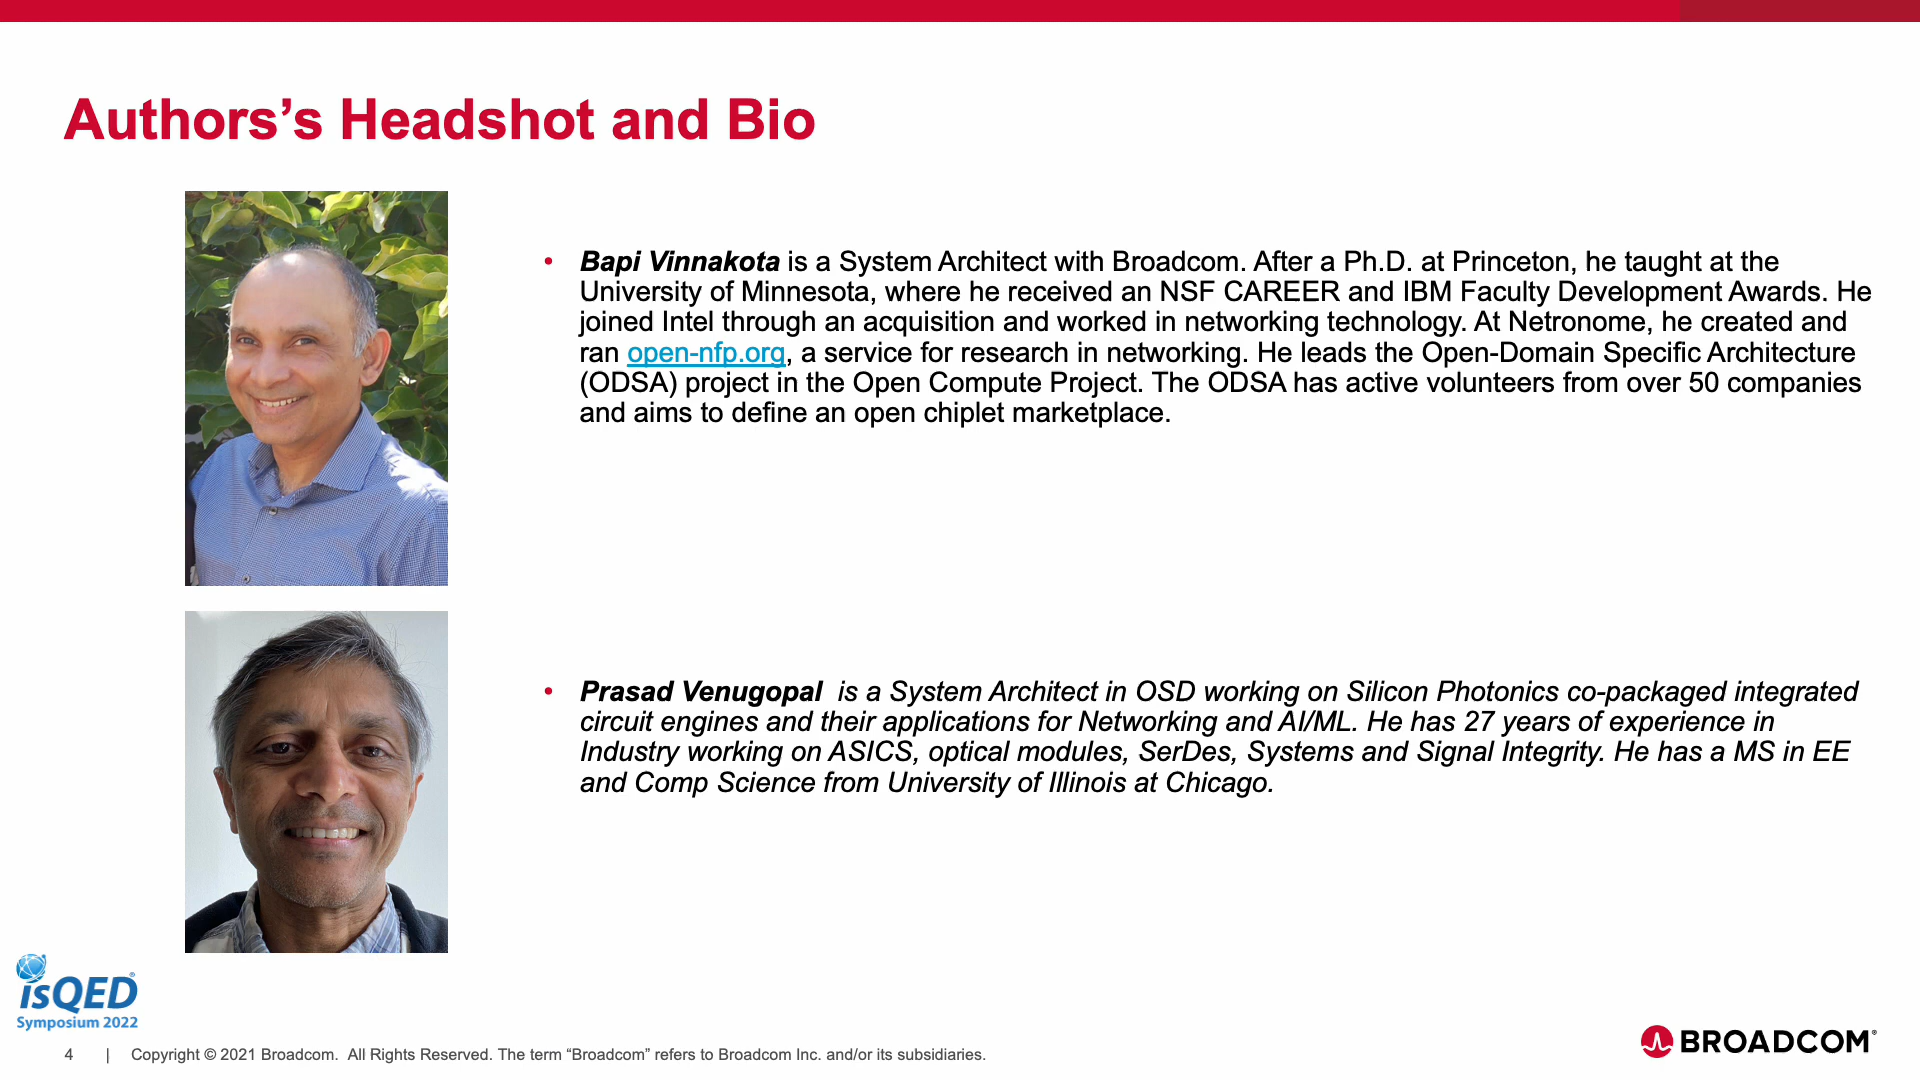 Authors’s Headshot and Bio
• Bapi Vinnakota is a System Architect with Broadcom. After a Ph.D. at Princeton, he taught at the
University of Minnesota, where he received an NSF CAREER and IBM Faculty Development Awards. He
joined Intel through an acquisition and worked in networking technology. At Netronome, he created and
ran open-nfp.org, a service for research in networking. He leads the Open-Domain Specific Architecture
(ODSA) project in the Open Compute Project. The ODSA has active volunteers from over 50 companies
and aims to define an open chiplet marketplace.
• Prasad Venugopal is a System Architect in OSD working on Silicon Photonics co-packaged integrated
circuit engines and their applications for Networking and AI/ML. He has 27 years of experience in
Industry working on ASICS, optical modules, SerDes, Systems and Signal Integrity. He has a MS in EE
and Comp Science from University of Illinois at Chicago.
isQED®
Symposium 2022
4 | Copyright © 2021 Broadcom. All Rights Reserved. The term “Broadcom” refers to Broadcom Inc. and/or its subsidiaries.
BROADCOM®